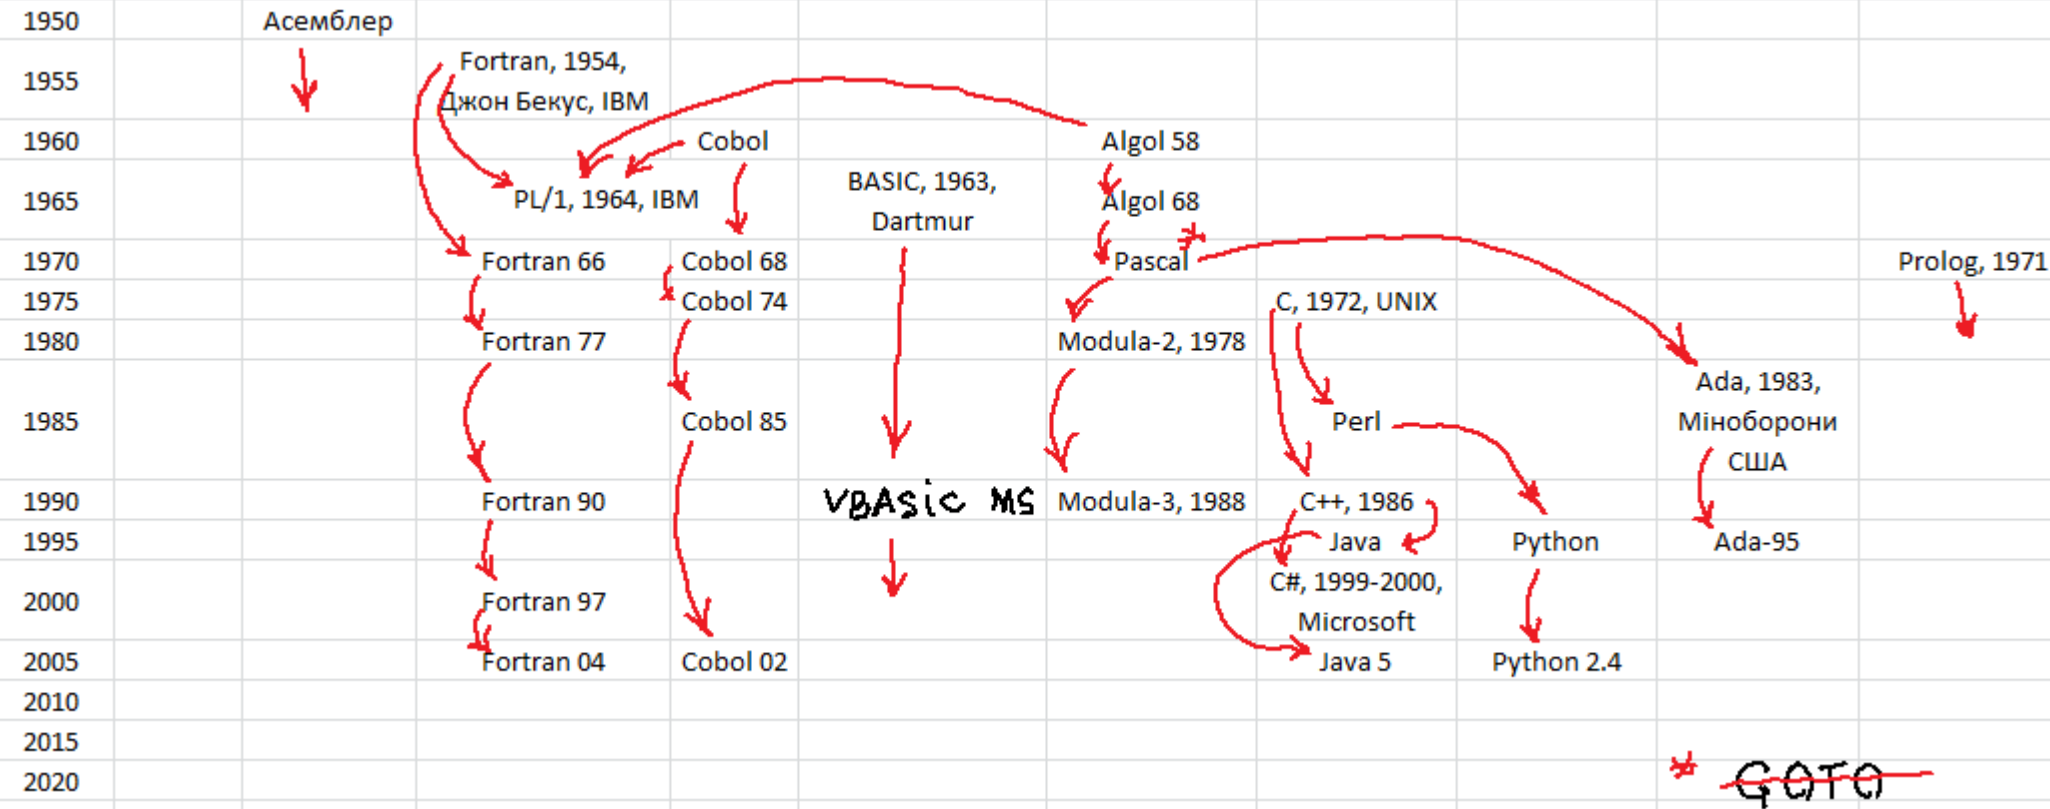 1950 Асемблер
Fortran, 1954,
1955
Джон Бекус, IBM
1960 Cobol Algol 58
BASIC, 1963,
1965 PL/1, 1964, IBM Algol 68
Dartmur
1970 Fortran 66 Cobol 68 Pascal Prolog, 1971
1975 Cobol 74 C, 1972, UNIX
1980 Fortran 77 Modula-2, 1978
Ada, 1983,
1985 Cobol 85 Perl Міноборони
США
1990 Fortran 90 VBASic MS Modula-3, 1988 C++, 1986
1995 Java Python Ada-95
C#, 1999-2000,
2000 Fortran 97
Microsoft
2005 Fortran 04 Cobol 02 Java 5 Python 2.4
2010
2015
2020 * GOTO